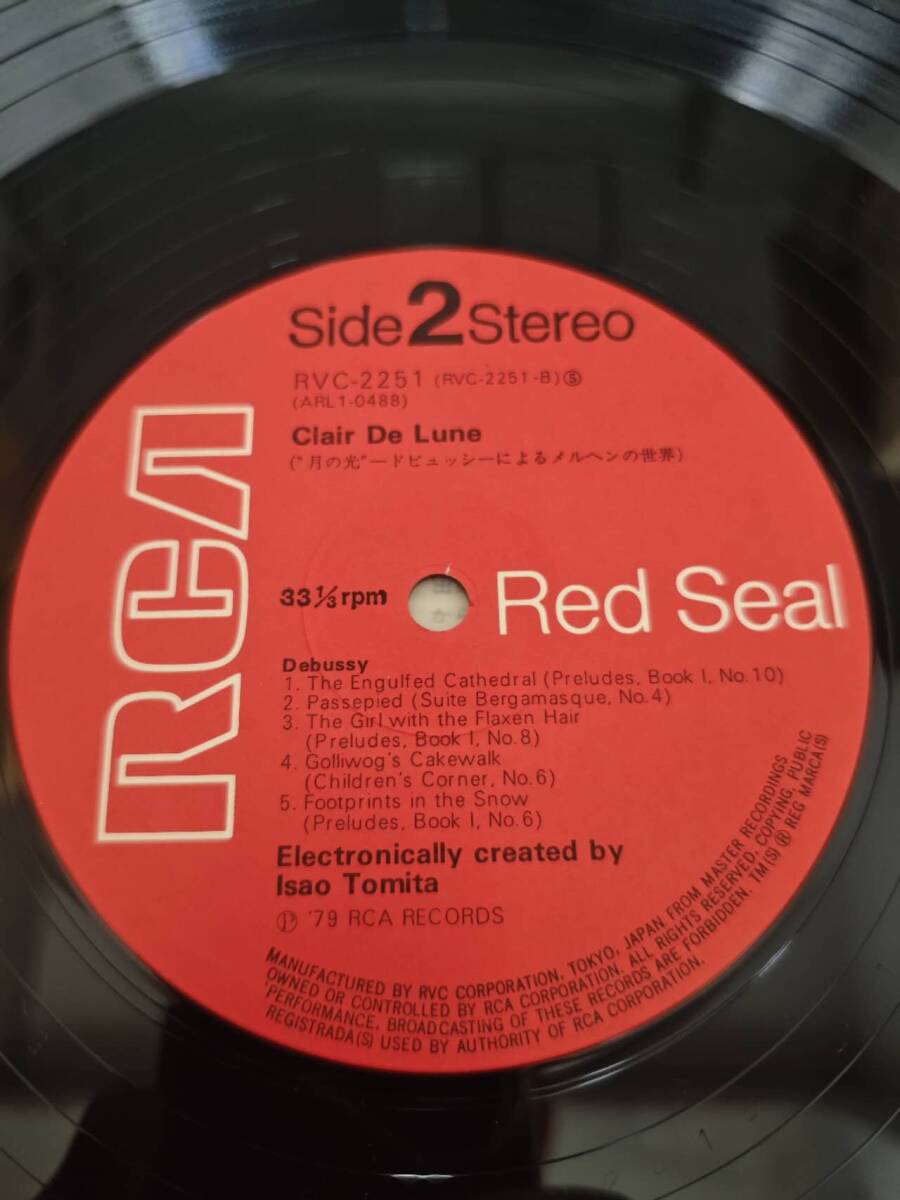 Side 2 Stereo
RVC-2251 (RVC-2251-B) Ⓢ
(ARL1-0488)
Clair De Lune
("月の光"—ドビュッシーによるメルヘンの世界)
RCA
33 1/3 rpm
Red Seal
Debussy
1. The Engulfed Cathedral (Preludes, Book I, No.10)
2. Passepied (Suite Bergamasque, No.4)
3. The Girl with the Flaxen Hair
(Preludes, Book I, No.8)
4. Golliwog's Cakewalk
(Children's Corner, No.6)
5. Footprints in the Snow
(Preludes, Book I, No.6)
Electronically created by
Isao Tomita
Ⓟ '79 RCA RECORDS
MANUFACTURED BY RVC CORPORATION, TOKYO, JAPAN, FROM MASTER RECORDINGS
OWNED OR CONTROLLED BY RCA CORPORATION. ALL RIGHTS RESERVED, COPYING, PUBLIC
PERFORMANCE, BROADCASTING OF THESE RECORDS ARE FORBIDDEN. TM(S) ® REG MARCA(S)
REGISTRADA(S) USED BY AUTHORITY OF RCA CORPORATION.